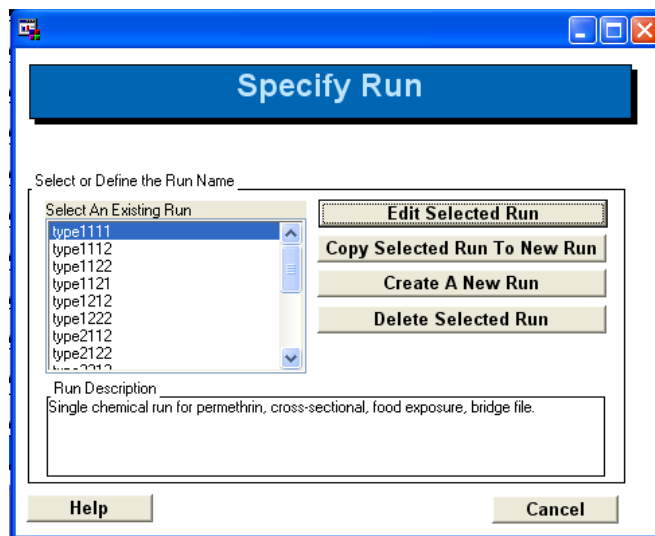 Specify Run
Select or Define the Run Name
Select An Existing Run
type1111
type1112
type1122
type1121
type1212
type1222
type2112
type2122
Edit Selected Run
Copy Selected Run To New Run
Create A New Run
Delete Selected Run
Run Description
Single chemical run for permethrin, cross-sectional, food exposure, bridge file.
Help
Cancel